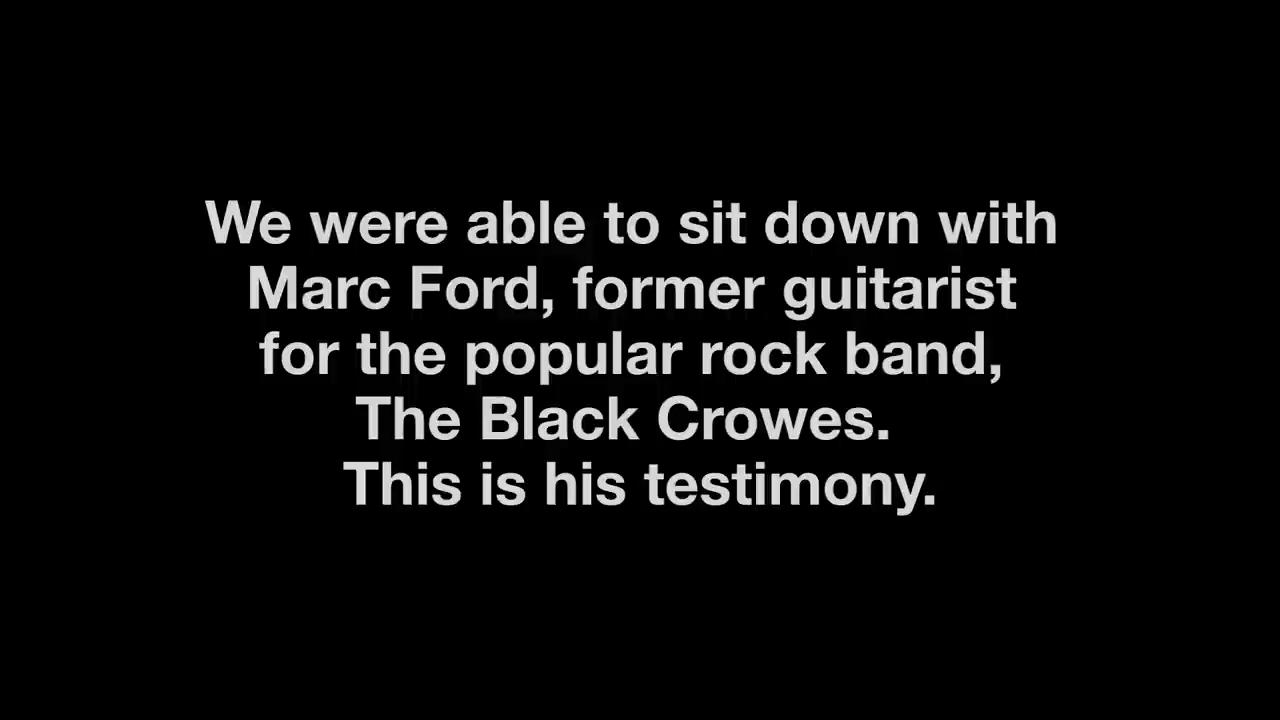 We were able to sit down with
Marc Ford, former guitarist
for the popular rock band,
The Black Crowes.
This is his testimony.